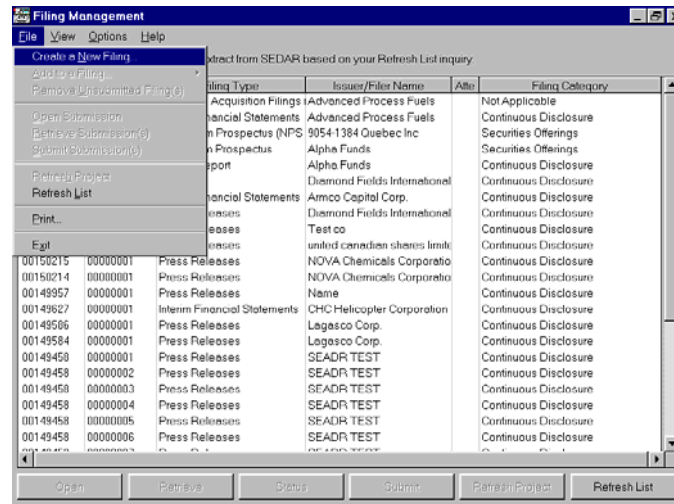 Filing Management
File View Options Help
Create a New Filing...
Add to a Filing...
Remove Unsubmitted Filing(s)
Open Submission
Retrieve Submission(s)
Submit Submission(s)
Refresh Project
Refresh List
Print...
Exit
xtract from SEDAR based on your Refresh List inquiry.
iling Type Issuer/Filer Name Atte Filing Category
Acquisition Filings Advanced Process Fuels Not Applicable
nancial Statements Advanced Process Fuels Continuous Disclosure
m Prospectus (NPS 9054-1384 Quebec Inc Securities Offerings
n Prospectus Alpha Funds Securities Offerings
eport Alpha Funds Continuous Disclosure
Diamond Fields International Continuous Disclosure
nancial Statements Armco Capital Corp. Continuous Disclosure
eases Diamond Fields International Continuous Disclosure
eases Test co Continuous Disclosure
eases united canadian shares limite Continuous Disclosure
00150215 00000001 Press Releases NOVA Chemicals Corporatio Continuous Disclosure
00150214 00000001 Press Releases NOVA Chemicals Corporatio Continuous Disclosure
00149957 00000001 Press Releases Name Continuous Disclosure
00149627 00000001 Interim Financial Statements CHC Helicopter Corporation Continuous Disclosure
00149586 00000001 Press Releases Lagasco Corp. Continuous Disclosure
00149584 00000001 Press Releases Lagasco Corp. Continuous Disclosure
00149458 00000001 Press Releases SEADR TEST Continuous Disclosure
00149458 00000002 Press Releases SEADR TEST Continuous Disclosure
00149458 00000003 Press Releases SEADR TEST Continuous Disclosure
00149458 00000004 Press Releases SEADR TEST Continuous Disclosure
00149458 00000005 Press Releases SEADR TEST Continuous Disclosure
00149458 00000006 Press Releases SEADR TEST Continuous Disclosure
Open Retrieve Status Submit Refresh Project Refresh List